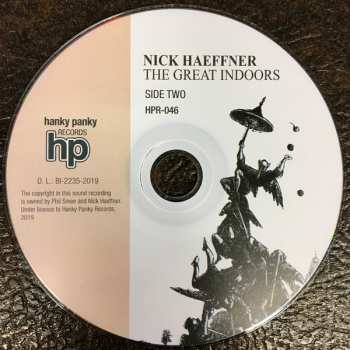 NICK HAEFFNER
THE GREAT INDOORS
SIDE TWO
HPR-046
hanky panky
RECORDS
hp
D. L.: BI-2235-2019
The copyright in this sound recording
is owned by Phil Smee and Nick Haeffner.
Under license to Hanky Panky Records,
2019